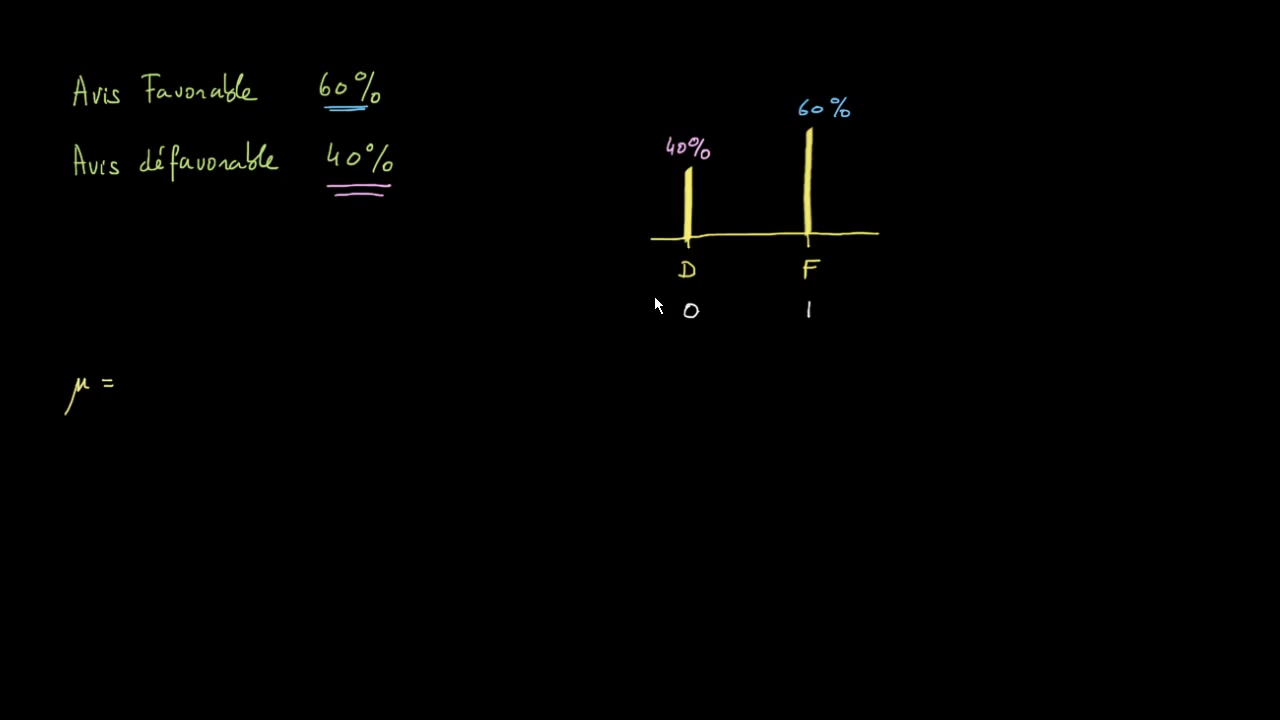 Avis Favorable 60%
Avis défavorable 40%
40% 60%
D F
0 1
μ =